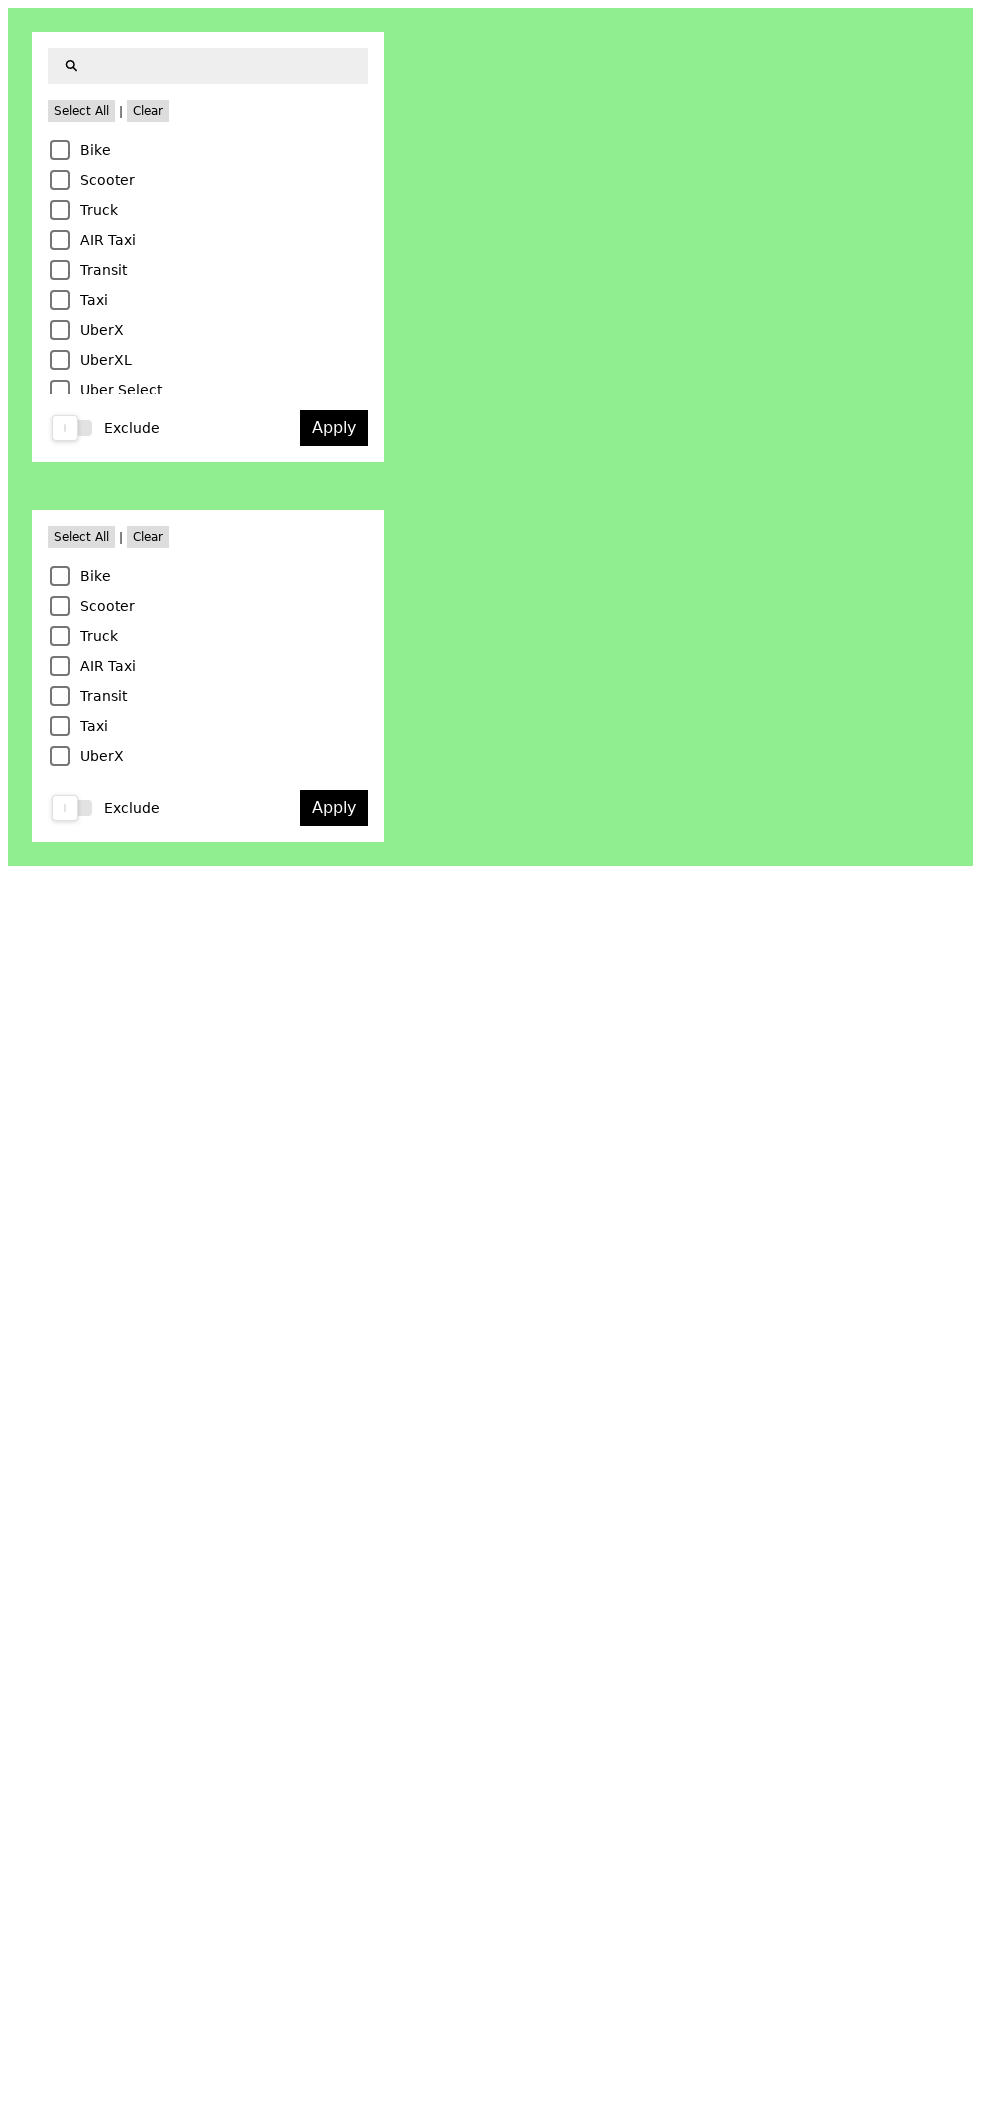 Select All | Clear
Bike
Scooter
Truck
AIR Taxi
Transit
Taxi
UberX
UberXL
Uber Select
Exclude Apply
Select All | Clear
Bike
Scooter
Truck
AIR Taxi
Transit
Taxi
UberX
Exclude Apply